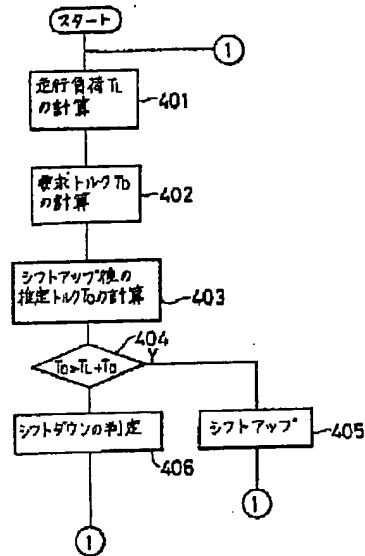 スタート
1
走行負荷TL
の計算
401
要求トルクTD
の計算
402
シフトアップ後の
推定トルクTOの計算
403
404
Y
TO≥TL+TD
シフトダウンの判定
406
シフトアップ
405
1
1